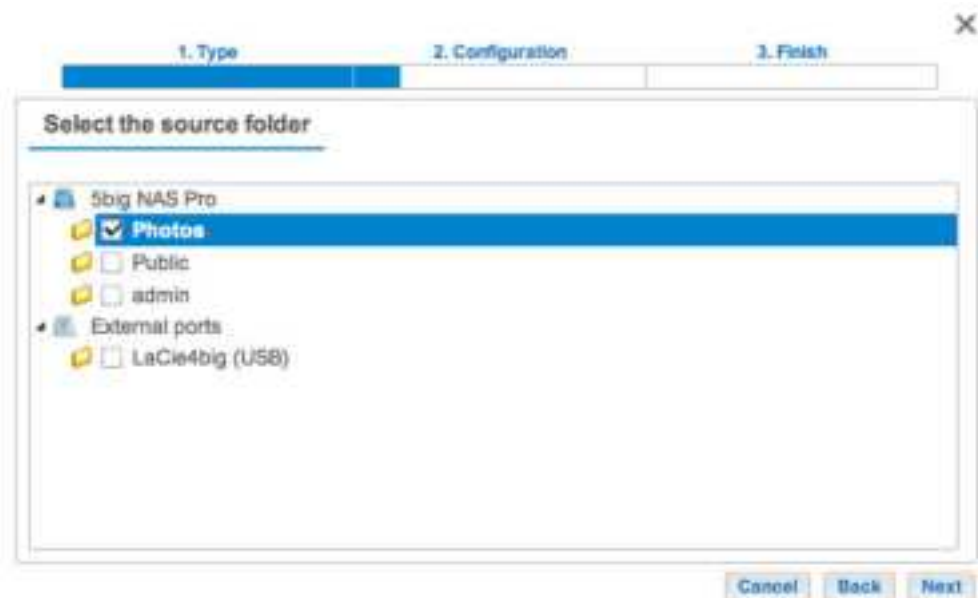 1. Type
2. Configuration
3. Finish
Select the source folder
5big NAS Pro
Photos
Public
admin
External ports
LaCie4big (USB)
Cancel
Back
Next